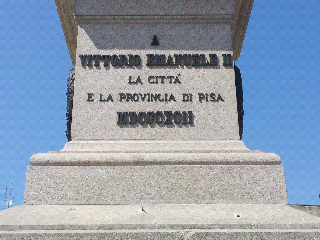 A
VITTORIO EMANUELE II
LA CITTÀ
E LA PROVINCIA DI PISA
MDCCCXCII